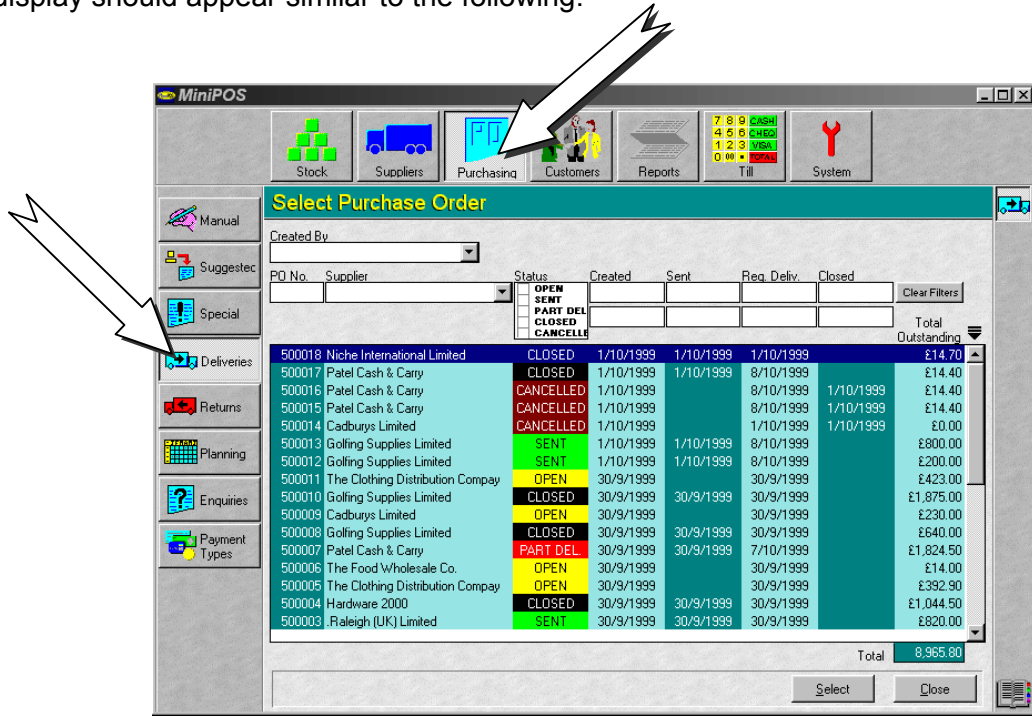 display should appear similar to the following:
MiniPOS
Stock Suppliers Purchasing Customers Reports Till System
7 8 9 CASH
4 5 6 CHEQ
1 2 3 VISA
0 00 . TOTAL
Manual
Suggestec
Special
Deliveries
Returns
Planning
Enquiries
Payment
Types
Select Purchase Order
Created By
PO No. Supplier Status Created Sent Req. Deliv. Closed
OPEN
SENT
PART DEL
CLOSED
CANCELLE
Clear Filters
Total
Outstanding
500018 Niche International Limited CLOSED 1/10/1999 1/10/1999 1/10/1999 £14.70
500017 Patel Cash & Carry CLOSED 1/10/1999 1/10/1999 8/10/1999 £14.40
500016 Patel Cash & Carry CANCELLED 1/10/1999 8/10/1999 1/10/1999 £14.40
500015 Patel Cash & Carry CANCELLED 1/10/1999 8/10/1999 1/10/1999 £14.40
500014 Cadburys Limited CANCELLED 1/10/1999 1/10/1999 1/10/1999 £0.00
500013 Golfing Supplies Limited SENT 1/10/1999 1/10/1999 8/10/1999 £800.00
500012 Golfing Supplies Limited SENT 1/10/1999 1/10/1999 8/10/1999 £200.00
500011 The Clothing Distribution Compay OPEN 30/9/1999 30/9/1999 £423.00
500010 Golfing Supplies Limited CLOSED 30/9/1999 30/9/1999 30/9/1999 £1,875.00
500009 Cadburys Limited OPEN 30/9/1999 30/9/1999 £230.00
500008 Golfing Supplies Limited CLOSED 30/9/1999 30/9/1999 30/9/1999 £640.00
500007 Patel Cash & Carry PART DEL. 30/9/1999 30/9/1999 7/10/1999 £1,824.50
500006 The Food Wholesale Co. OPEN 30/9/1999 30/9/1999 £14.00
500005 The Clothing Distribution Compay OPEN 30/9/1999 30/9/1999 £392.90
500004 Hardware 2000 CLOSED 30/9/1999 30/9/1999 30/9/1999 £1,044.50
500003 .Raleigh (UK) Limited SENT 30/9/1999 30/9/1999 30/9/1999 £820.00
Total 8,965.80
Select Close